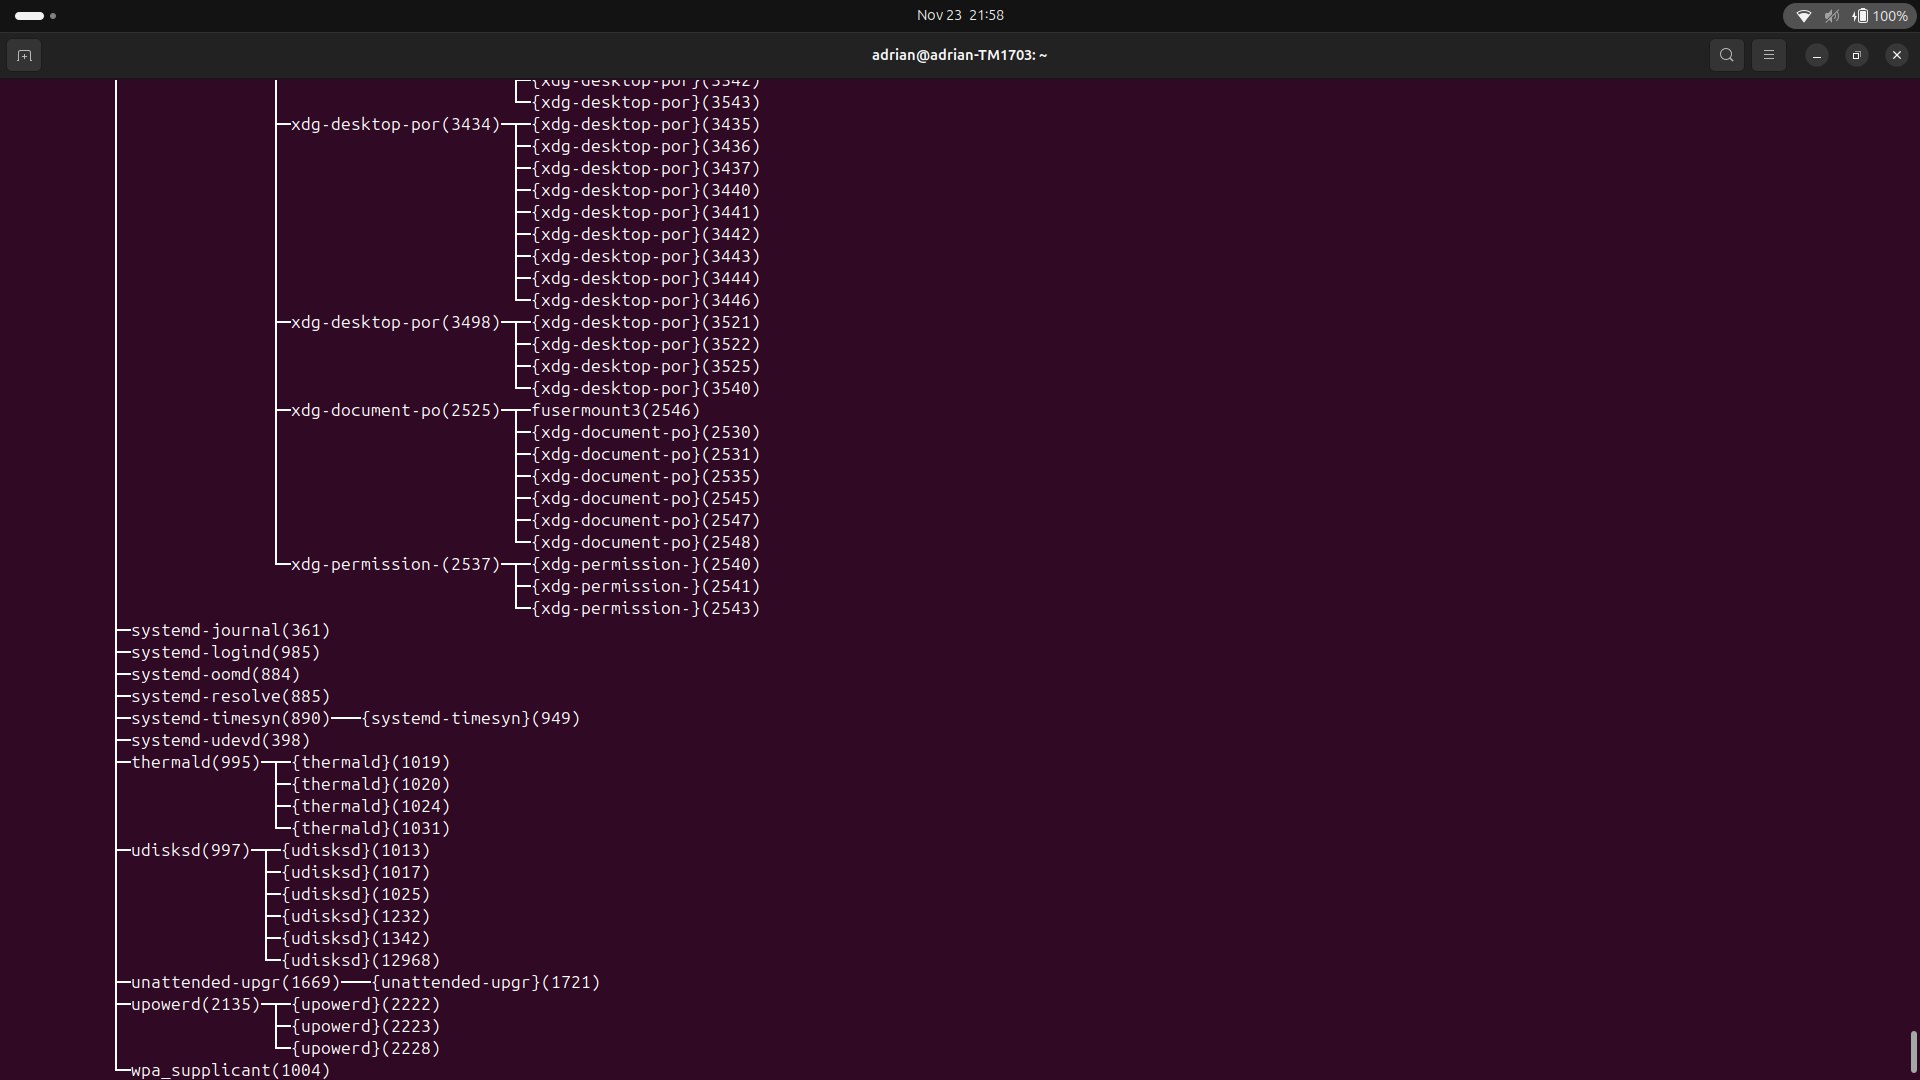 Nov 23 21:58
100%
adrian@adrian-TM1703: ~
{xdg-desktop-por}(3542)
{xdg-desktop-por}(3543)
xdg-desktop-por(3434) {xdg-desktop-por}(3435)
{xdg-desktop-por}(3436)
{xdg-desktop-por}(3437)
{xdg-desktop-por}(3440)
{xdg-desktop-por}(3441)
{xdg-desktop-por}(3442)
{xdg-desktop-por}(3443)
{xdg-desktop-por}(3444)
{xdg-desktop-por}(3446)
xdg-desktop-por(3498) {xdg-desktop-por}(3521)
{xdg-desktop-por}(3522)
{xdg-desktop-por}(3525)
{xdg-desktop-por}(3540)
xdg-document-po(2525) fusermount3(2546)
{xdg-document-po}(2530)
{xdg-document-po}(2531)
{xdg-document-po}(2535)
{xdg-document-po}(2545)
{xdg-document-po}(2547)
{xdg-document-po}(2548)
xdg-permission-(2537) {xdg-permission-}(2540)
{xdg-permission-}(2541)
{xdg-permission-}(2543)
systemd-journal(361)
systemd-logind(985)
systemd-oomd(884)
systemd-resolve(885)
systemd-timesyn(890) {systemd-timesyn}(949)
systemd-udevd(398)
thermald(995) {thermald}(1019)
{thermald}(1020)
{thermald}(1024)
{thermald}(1031)
udisksd(997) {udisksd}(1013)
{udisksd}(1017)
{udisksd}(1025)
{udisksd}(1232)
{udisksd}(1342)
{udisksd}(12968)
unattended-upgr(1669) {unattended-upgr}(1721)
upowerd(2135) {upowerd}(2222)
{upowerd}(2223)
{upowerd}(2228)
wpa_supplicant(1004)